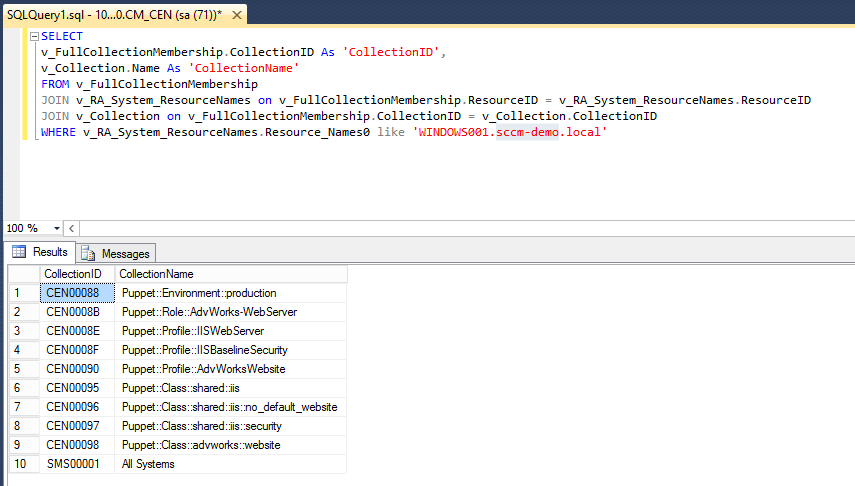 SQLQuery1.sql - 10...0.CM_CEN (sa (71))*
SELECT
v_FullCollectionMembership.CollectionID As 'CollectionID',
v_Collection.Name As 'CollectionName'
FROM v_FullCollectionMembership
JOIN v_RA_System_ResourceNames on v_FullCollectionMembership.ResourceID = v_RA_System_ResourceNames.ResourceID
JOIN v_Collection on v_FullCollectionMembership.CollectionID = v_Collection.CollectionID
WHERE v_RA_System_ResourceNames.Resource_Names0 like 'WINDOWS001.sccm-demo.local'
100 %
Results Messages
CollectionID CollectionName
1 CEN00088 Puppet::Environment::production
2 CEN0008B Puppet::Role::AdvWorks-WebServer
3 CEN0008E Puppet::Profile::IISWebServer
4 CEN0008F Puppet::Profile::IISBaselineSecurity
5 CEN00090 Puppet::Profile::AdvWorksWebsite
6 CEN00095 Puppet::Class::shared::iis
7 CEN00096 Puppet::Class::shared::iis::no_default_website
8 CEN00097 Puppet::Class::shared::iis::security
9 CEN00098 Puppet::Class::advworks::website
10 SMS00001 All Systems